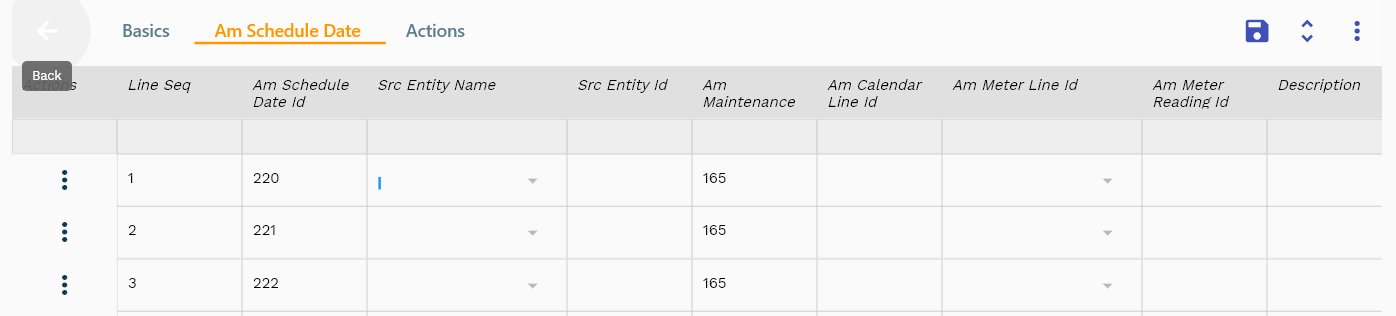 Basics Am Schedule Date Actions
Back
Actions Line Seq Am Schedule Date Id Src Entity Name Src Entity Id Am Maintenance Am Calendar Line Id Am Meter Line Id Am Meter Reading Id Description
1 220 165
2 221 165
3 222 165